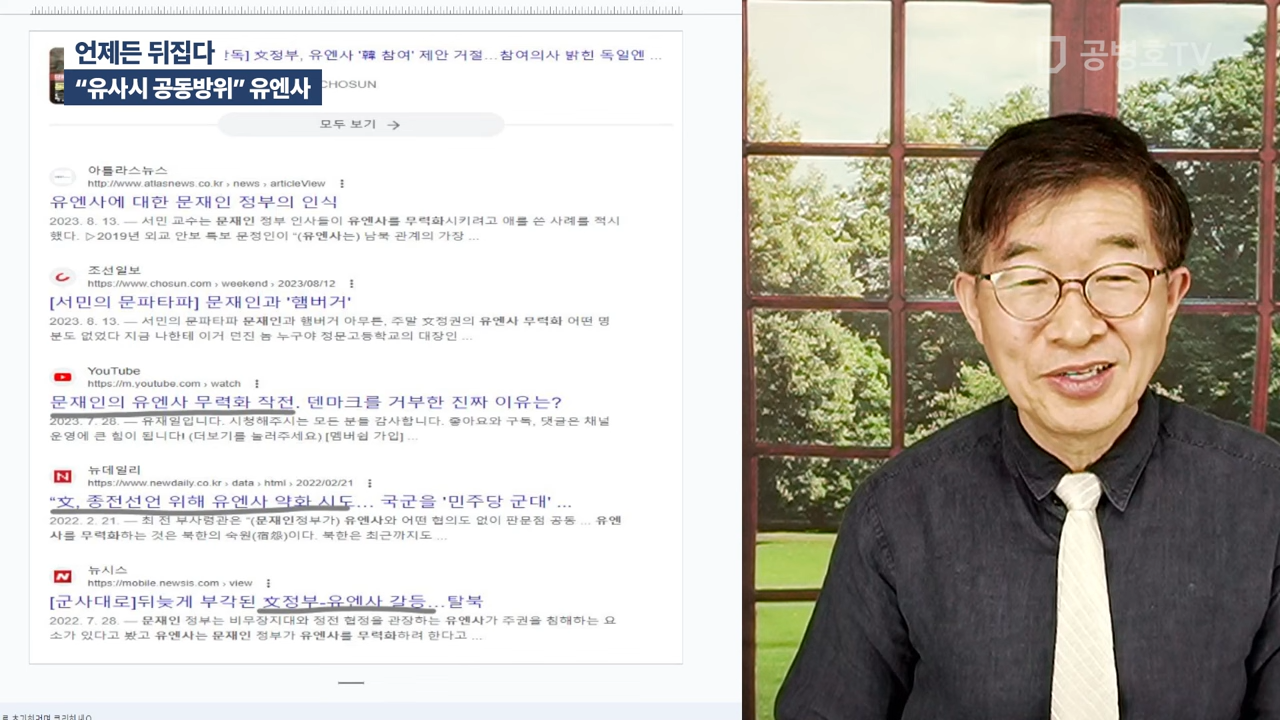 언제든 뒤집다
“유사시 공동방위” 유엔사
독] 文정부, 유엔사 '韓 참여' 제안 거절...참여의사 밝힌 독일엔 ...
CHOSUN
모두 보기 →
아틀라스뉴스
http://www.atlasnews.co.kr › news › articleView
유엔사에 대한 문재인 정부의 인식
2023. 8. 13. — 서민 교수는 문재인 정부 인사들이 유엔사를 무력화시키려고 애를 쓴 사례를 적시
했다. ▷2019년 외교 안보 특보 문정인이 "(유엔사는) 남북 관계의 가장 ...
조선일보
https://www.chosun.com › weekend › 2023/08/12
[서민의 문파타파] 문재인과 '햄버거'
2023. 8. 13. — 서민의 문파타파 문재인과 햄버거 아무튼, 주말 文정권의 유엔사 무력화 어떤 명
분도 없었다 지금 나한테 이거 던진 놈 누구야 정문고등학교의 대장인 ...
YouTube
https://m.youtube.com › watch
문재인의 유엔사 무력화 작전. 덴마크를 거부한 진짜 이유는?
2023. 7. 28. — 유재일입니다. 시청해주시는 모든 분들 감사합니다. 좋아요와 구독, 댓글은 채널
운영에 큰 힘이 됩니다! (더보기를 눌러주세요) [멤버쉽 가입] ...
뉴데일리
https://www.newdaily.co.kr › data › html › 2022/02/21
“文, 종전선언 위해 유엔사 약화 시도... 국군을 '민주당 군대' ...
2022. 2. 21. — 최 전 부사령관은 "(문재인정부가) 유엔사와 어떤 협의도 없이 판문점 공동 ... 유엔
사를 무력화하는 것은 북한의 숙원(宿怨)이다. 북한은 최근까지도 ...
뉴시스
https://mobile.newsis.com › view
[군사대로]뒤늦게 부각된 文정부-유엔사 갈등...탈북
2022. 7. 28. — 문재인 정부는 비무장지대와 정전 협정을 관장하는 유엔사가 주권을 침해하는 요
소가 있다고 봤고 유엔사는 문재인 정부가 유엔사를 무력화하려 한다고 ...
공병호TV